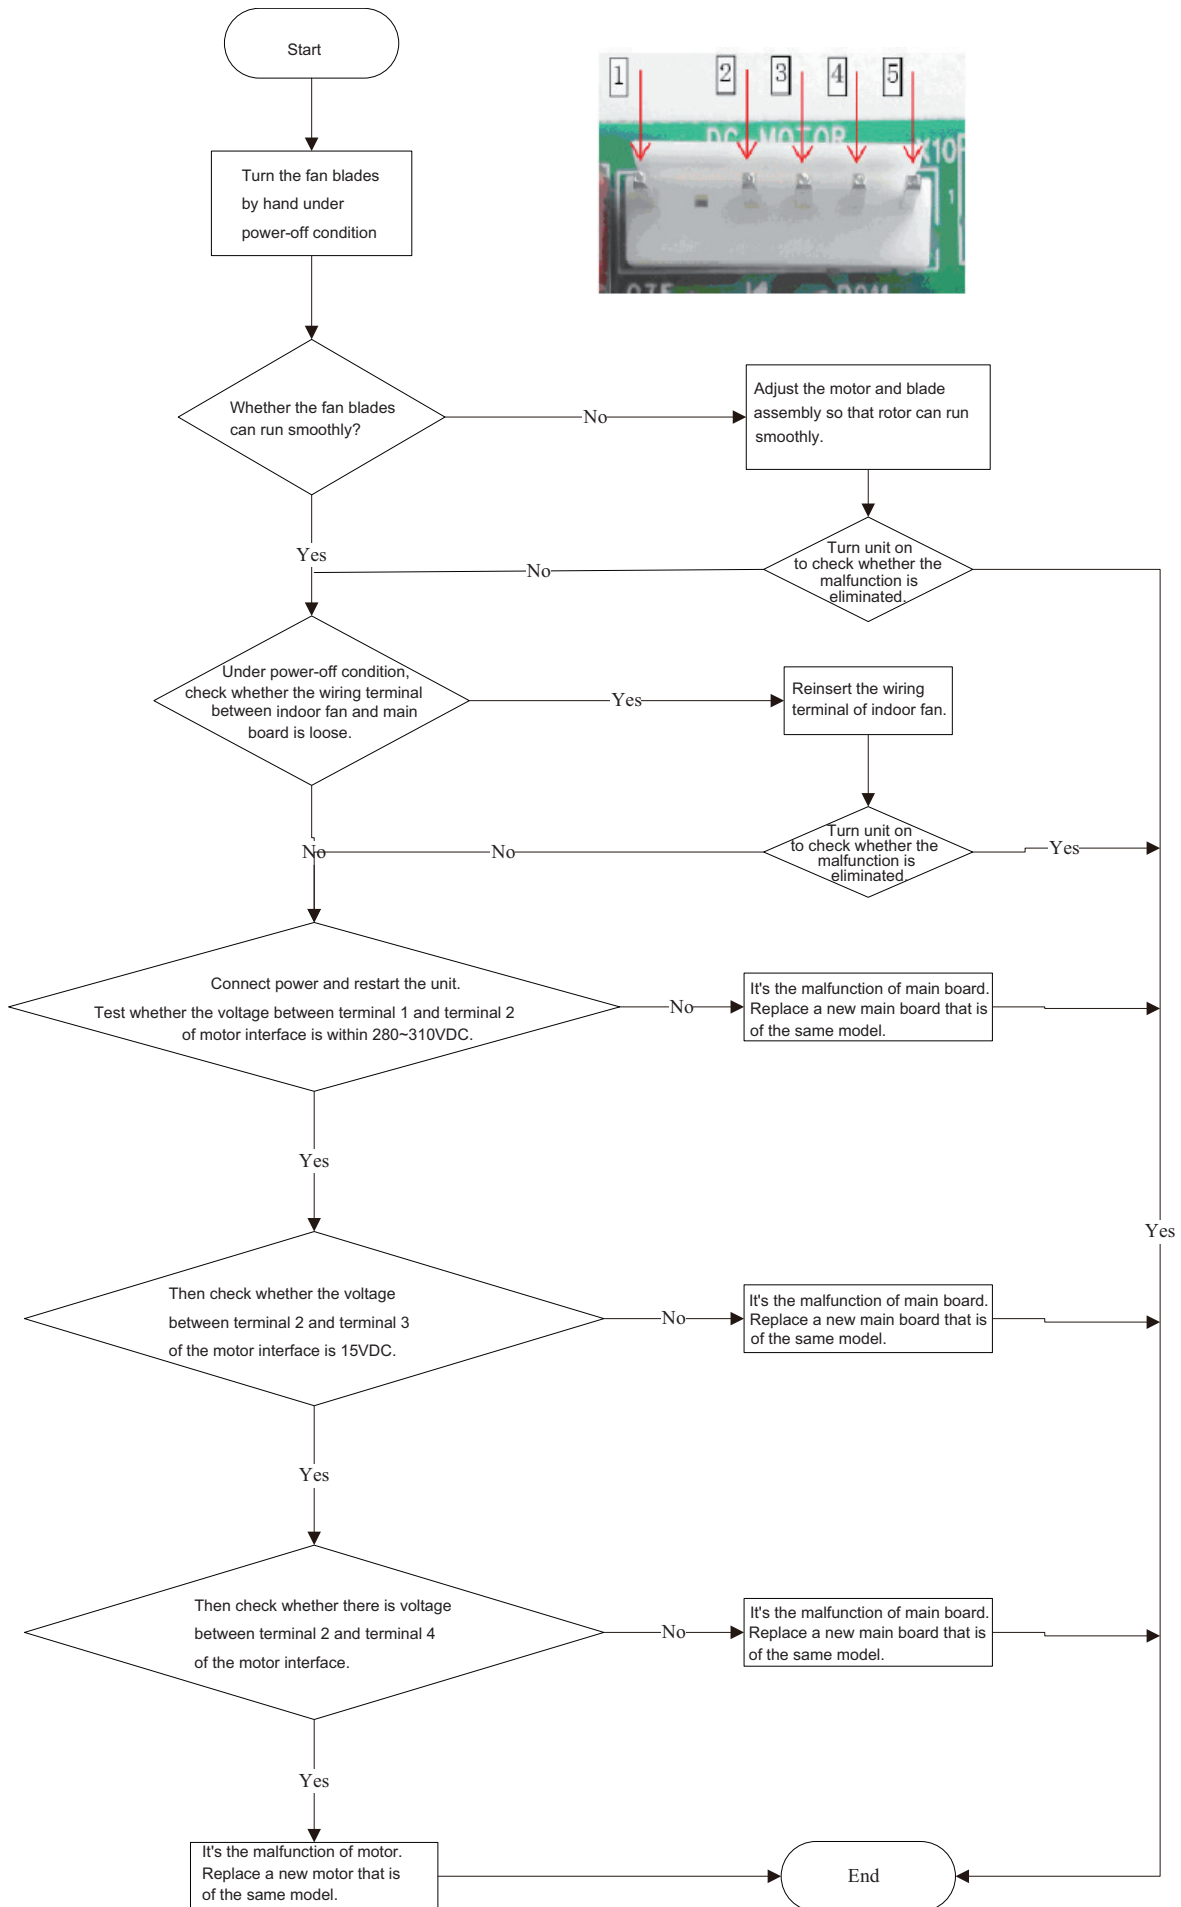 Start
1
2
3
4
5
DC MOTOR
1
Turn the fan blades
by hand under
power-off condition
Whether the fan blades
can run smoothly?
No
Adjust the motor and blade
assembly so that rotor can run
smoothly.
Yes
Turn unit on
to check whether the
malfunction is
eliminated.
No
Under power-off condition,
check whether the wiring terminal
between indoor fan and main
board is loose.
Yes
Reinsert the wiring
terminal of indoor fan.
No
Turn unit on
to check whether the
malfunction is
eliminated.
No
Yes
Connect power and restart the unit.
Test whether the voltage between terminal 1 and terminal 2
of motor interface is within 280~310VDC.
No
It's the malfunction of main board.
Replace a new main board that is
of the same model.
Yes
Yes
Then check whether the voltage
between terminal 2 and terminal 3
of the motor interface is 15VDC.
No
It's the malfunction of main board.
Replace a new main board that is
of the same model.
Yes
Then check whether there is voltage
between terminal 2 and terminal 4
of the motor interface.
No
It's the malfunction of main board.
Replace a new main board that is
of the same model.
Yes
It's the malfunction of motor.
Replace a new motor that is
of the same model.
End